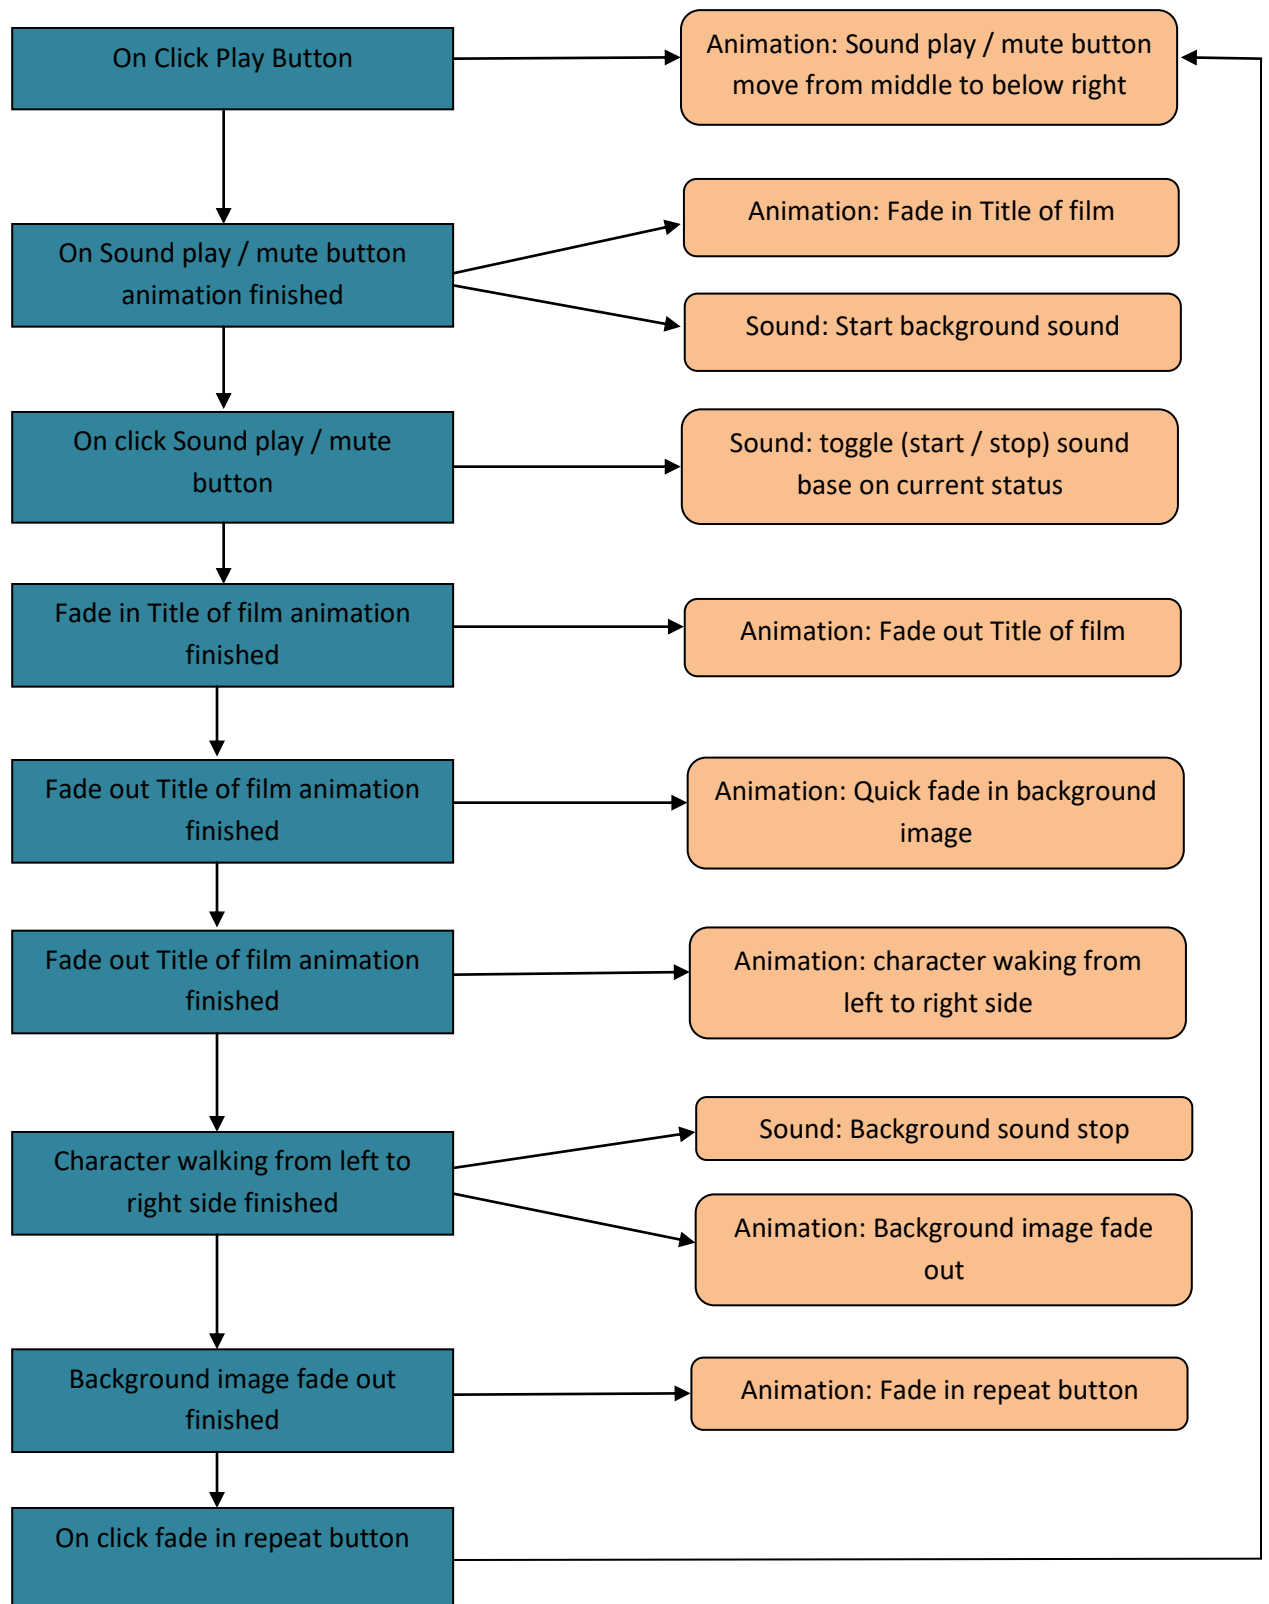 On Click Play Button
Animation: Sound play / mute button
move from middle to below right
Animation: Fade in Title of film
On Sound play / mute button
animation finished
Sound: Start background sound
On click Sound play / mute
button
Sound: toggle (start / stop) sound
base on current status
Fade in Title of film animation
finished
Animation: Fade out Title of film
Fade out Title of film animation
finished
Animation: Quick fade in background
image
Fade out Title of film animation
finished
Animation: character waking from
left to right side
Character walking from left to
right side finished
Sound: Background sound stop
Animation: Background image fade
out
Background image fade out
finished
Animation: Fade in repeat button
On click fade in repeat button